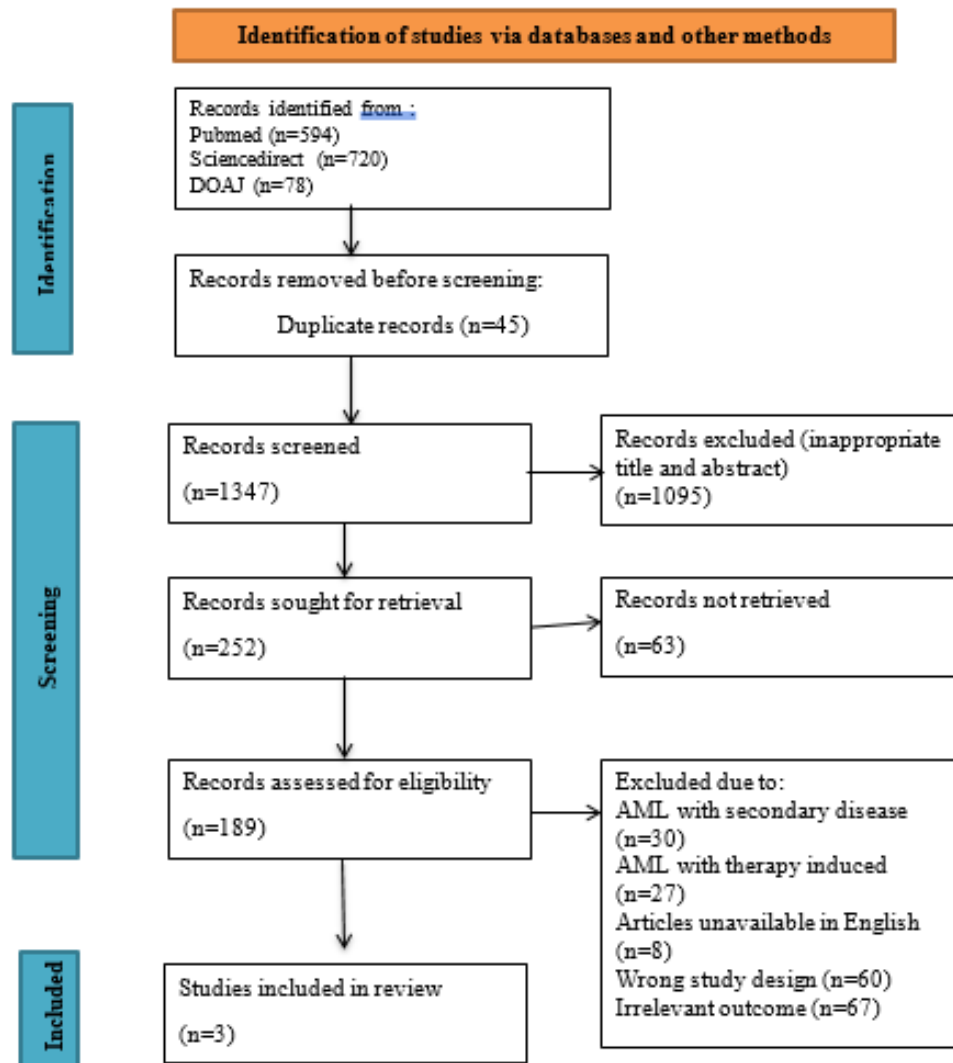 Identification of studies via databases and other methods
Identification
Records identified from :
Pubmed (n=594)
Sciencedirect (n=720)
DOAJ (n=78)
Records removed before screening:
Duplicate records (n=45)
Screening
Records screened
(n=1347)
Records excluded (inappropriate
title and abstract)
(n=1095)
Records sought for retrieval
(n=252)
Records not retrieved
(n=63)
Records assessed for eligibility
(n=189)
Excluded due to:
AML with secondary disease
(n=30)
AML with therapy induced
(n=27)
Articles unavailable in English
(n=8)
Wrong study design (n=60)
Irrelevant outcome (n=67)
Included
Studies included in review
(n=3)